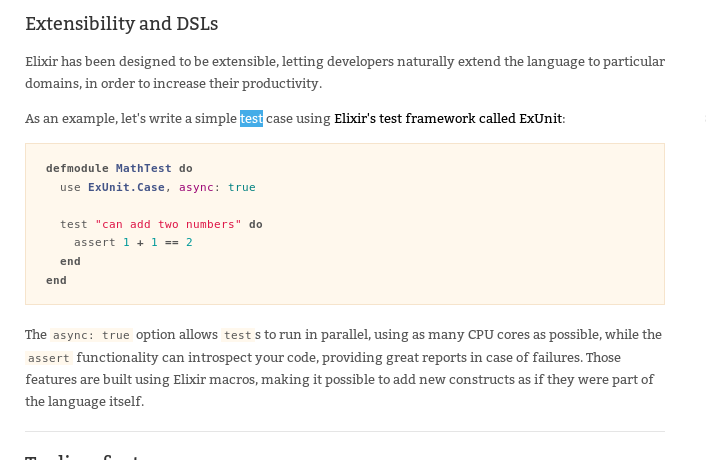 Extensibility and DSLs
Elixir has been designed to be extensible, letting developers naturally extend the language to particular
domains, in order to increase their productivity.
As an example, let's write a simple test case using Elixir's test framework called ExUnit:
defmodule MathTest do
  use ExUnit.Case, async: true

  test "can add two numbers" do
    assert 1 + 1 == 2
  end
end
The async: true option allows tests to run in parallel, using as many CPU cores as possible, while the
assert functionality can introspect your code, providing great reports in case of failures. Those
features are built using Elixir macros, making it possible to add new constructs as if they were part of
the language itself.